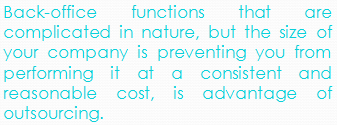 Back-office functions that are
complicated in nature, but the size of
your company is preventing you from
performing it at a consistent and
reasonable cost, is advantage of
outsourcing.